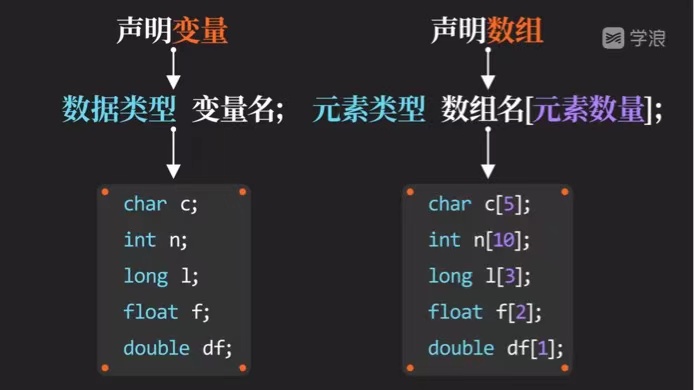 声明变量
声明数组
学浪
数据类型 变量名;
元素类型 数组名[元素数量];
char c;
int n;
long l;
float f;
double df;
char c[5];
int n[10];
long l[3];
float f[2];
double df[1];